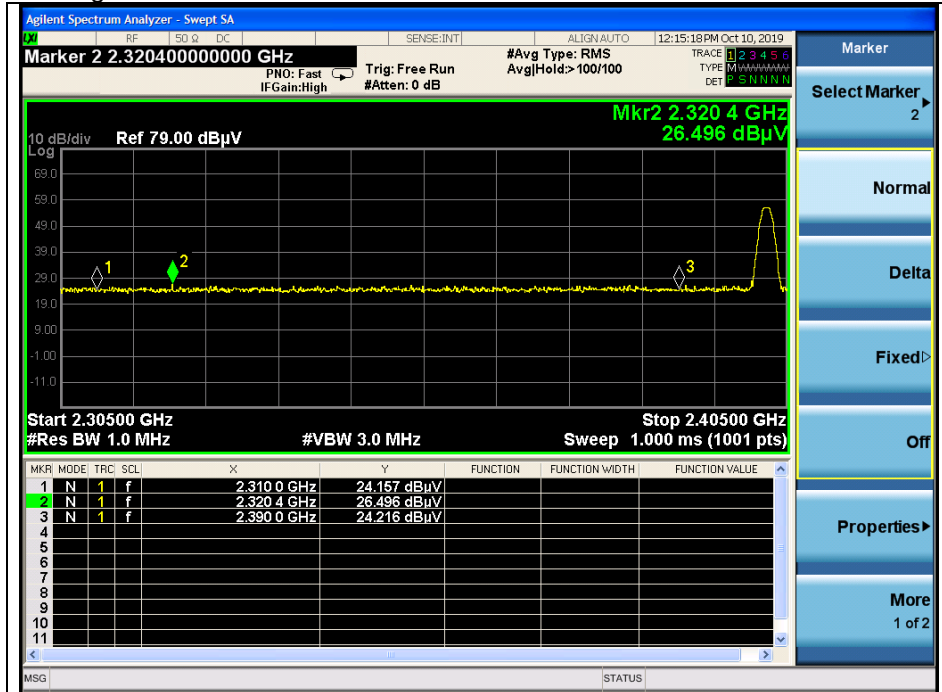 Agilent Spectrum Analyzer - Swept SA
LXI RF 50 Ω DC SENSE:INT ALIGN AUTO 12:15:18 PM Oct 10, 2019
Marker 2 2.320400000000 GHz
PNO: Fast
IFGain:High
Trig: Free Run
#Atten: 0 dB
#Avg Type: RMS
Avg|Hold:> 100/100
TRACE 1 2 3 4 5 6
TYPE M W W W W W
DET P S N N N N
Mkr2 2.320 4 GHz
26.496 dBµV
10 dB/div Ref 79.00 dBµV
Log
69.0
59.0
49.0
39.0
29.0
19.0
9.00
-1.00
-11.0
1
2
3
Start 2.30500 GHz Stop 2.40500 GHz
#Res BW 1.0 MHz #VBW 3.0 MHz Sweep 1.000 ms (1001 pts)
MKR MODE TRC SCL X Y FUNCTION FUNCTION WIDTH FUNCTION VALUE
1 N 1 f 2.310 0 GHz 24.157 dBµV
2 N 1 f 2.320 4 GHz 26.496 dBµV
3 N 1 f 2.390 0 GHz 24.216 dBµV
4
5
6
7
8
9
10
11
MSG STATUS
Marker
Select Marker
2
Normal
Delta
Fixed
Off
Properties
More
1 of 2